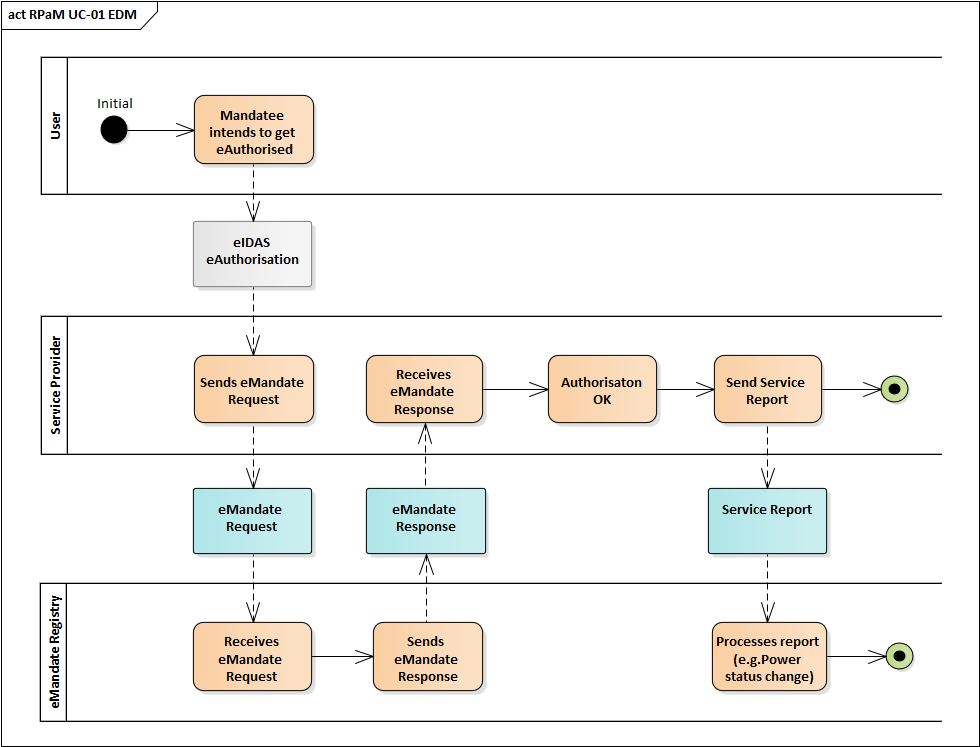 act RPaM UC-01 EDM
User
Initial
Mandatee
intends to get
eAuthorised
eIDAS
eAuthorisation
Service Provider
Sends eMandate
Request
Receives
eMandate
Response
Authorisaton
OK
Send Service
Report
eMandate
Request
eMandate
Response
Service Report
eMandate Registry
Receives
eMandate
Request
Sends
eMandate
Response
Processes report
(e.g.Power
status change)